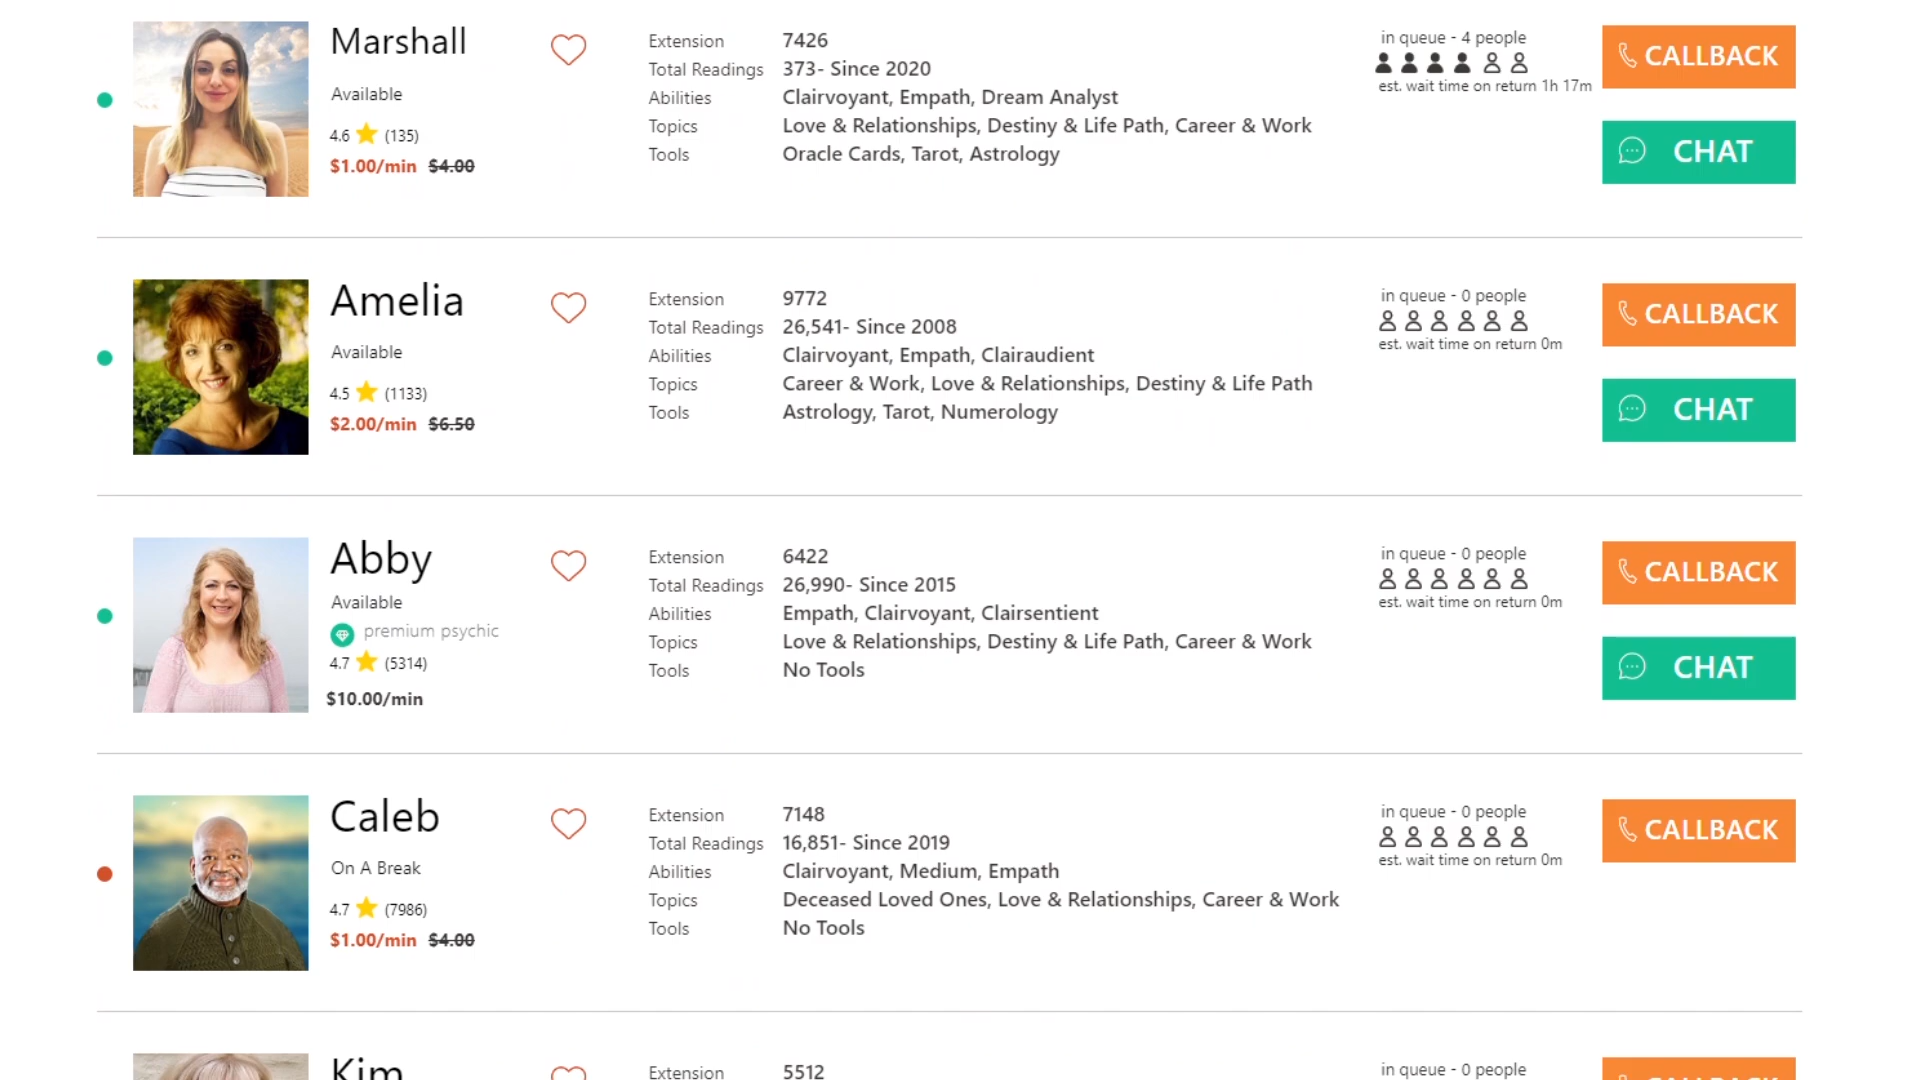 Marshall
Available
4.6 (135)
$1.00/min $4.00
Extension 7426
Total Readings 373- Since 2020
Abilities Clairvoyant, Empath, Dream Analyst
Topics Love & Relationships, Destiny & Life Path, Career & Work
Tools Oracle Cards, Tarot, Astrology
in queue - 4 people
est. wait time on return 1h 17m
CALLBACK
CHAT
Amelia
Available
4.5 (1133)
$2.00/min $6.50
Extension 9772
Total Readings 26,541- Since 2008
Abilities Clairvoyant, Empath, Clairaudient
Topics Career & Work, Love & Relationships, Destiny & Life Path
Tools Astrology, Tarot, Numerology
in queue - 0 people
est. wait time on return 0m
CALLBACK
CHAT
Abby
Available
premium psychic
4.7 (5314)
$10.00/min
Extension 6422
Total Readings 26,990- Since 2015
Abilities Empath, Clairvoyant, Clairsentient
Topics Love & Relationships, Destiny & Life Path, Career & Work
Tools No Tools
in queue - 0 people
est. wait time on return 0m
CALLBACK
CHAT
Caleb
On A Break
4.7 (7986)
$1.00/min $4.00
Extension 7148
Total Readings 16,851- Since 2019
Abilities Clairvoyant, Medium, Empath
Topics Deceased Loved Ones, Love & Relationships, Career & Work
Tools No Tools
in queue - 0 people
est. wait time on return 0m
CALLBACK
Kim
Extension 5512
in queue - 0 people
CALLBACK